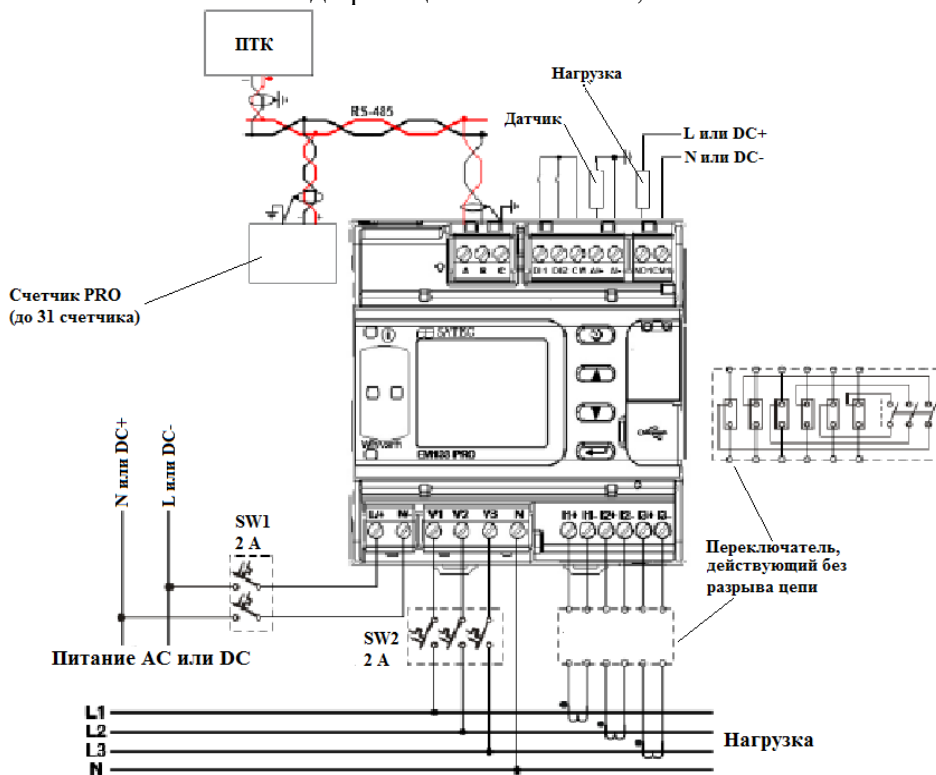 ПТК
RS-485
Нагрузка
Датчик
L или DC+
N или DC-
DI1 DI2
Счетчик PRO
(до 31 счетчика)
SATEC
N или DC+
L или DC-
V1 V2 V3 N
I1+ I1- I2+ I2- I3+ I3-
SW1
2 A
Переключатель,
действующий без
разрыва цепи
SW2
2 A
Питание AC или DC
L1
L2
L3
N
Нагрузка